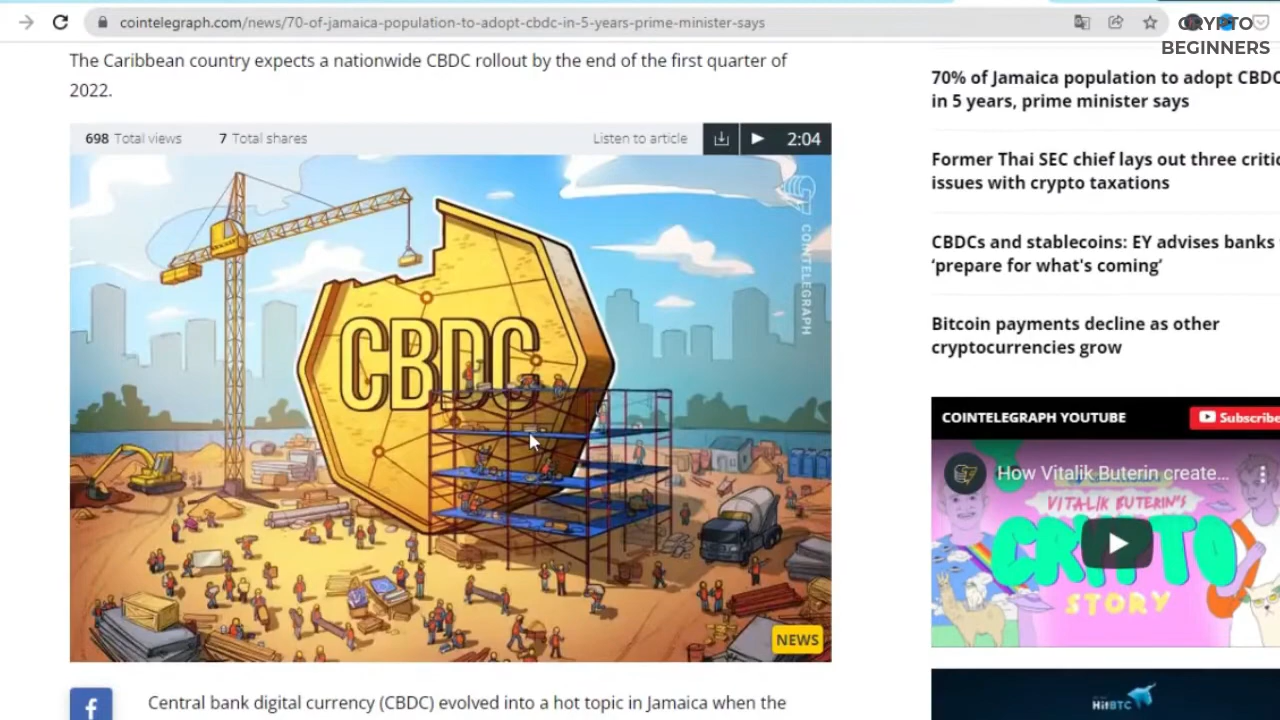 cointelegraph.com/news/70-of-jamaica-population-to-adopt-cbdc-in-5-years-prime-minister-says
CRYPTO
BEGINNERS
The Caribbean country expects a nationwide CBDC rollout by the end of the first quarter of
2022.
698 Total views
7 Total shares
Listen to article
2:04
COINTELEGRAPH
CBDC
NEWS
Central bank digital currency (CBDC) evolved into a hot topic in Jamaica when the
70% of Jamaica population to adopt CBDC
in 5 years, prime minister says
Former Thai SEC chief lays out three critic
issues with crypto taxations
CBDCs and stablecoins: EY advises banks
‘prepare for what's coming’
Bitcoin payments decline as other
cryptocurrencies grow
COINTELEGRAPH YOUTUBE
Subscribe
How Vitalik Buterin create...
VITALIK BUTERIN'S
CRYPTO
STORY
HitBTC